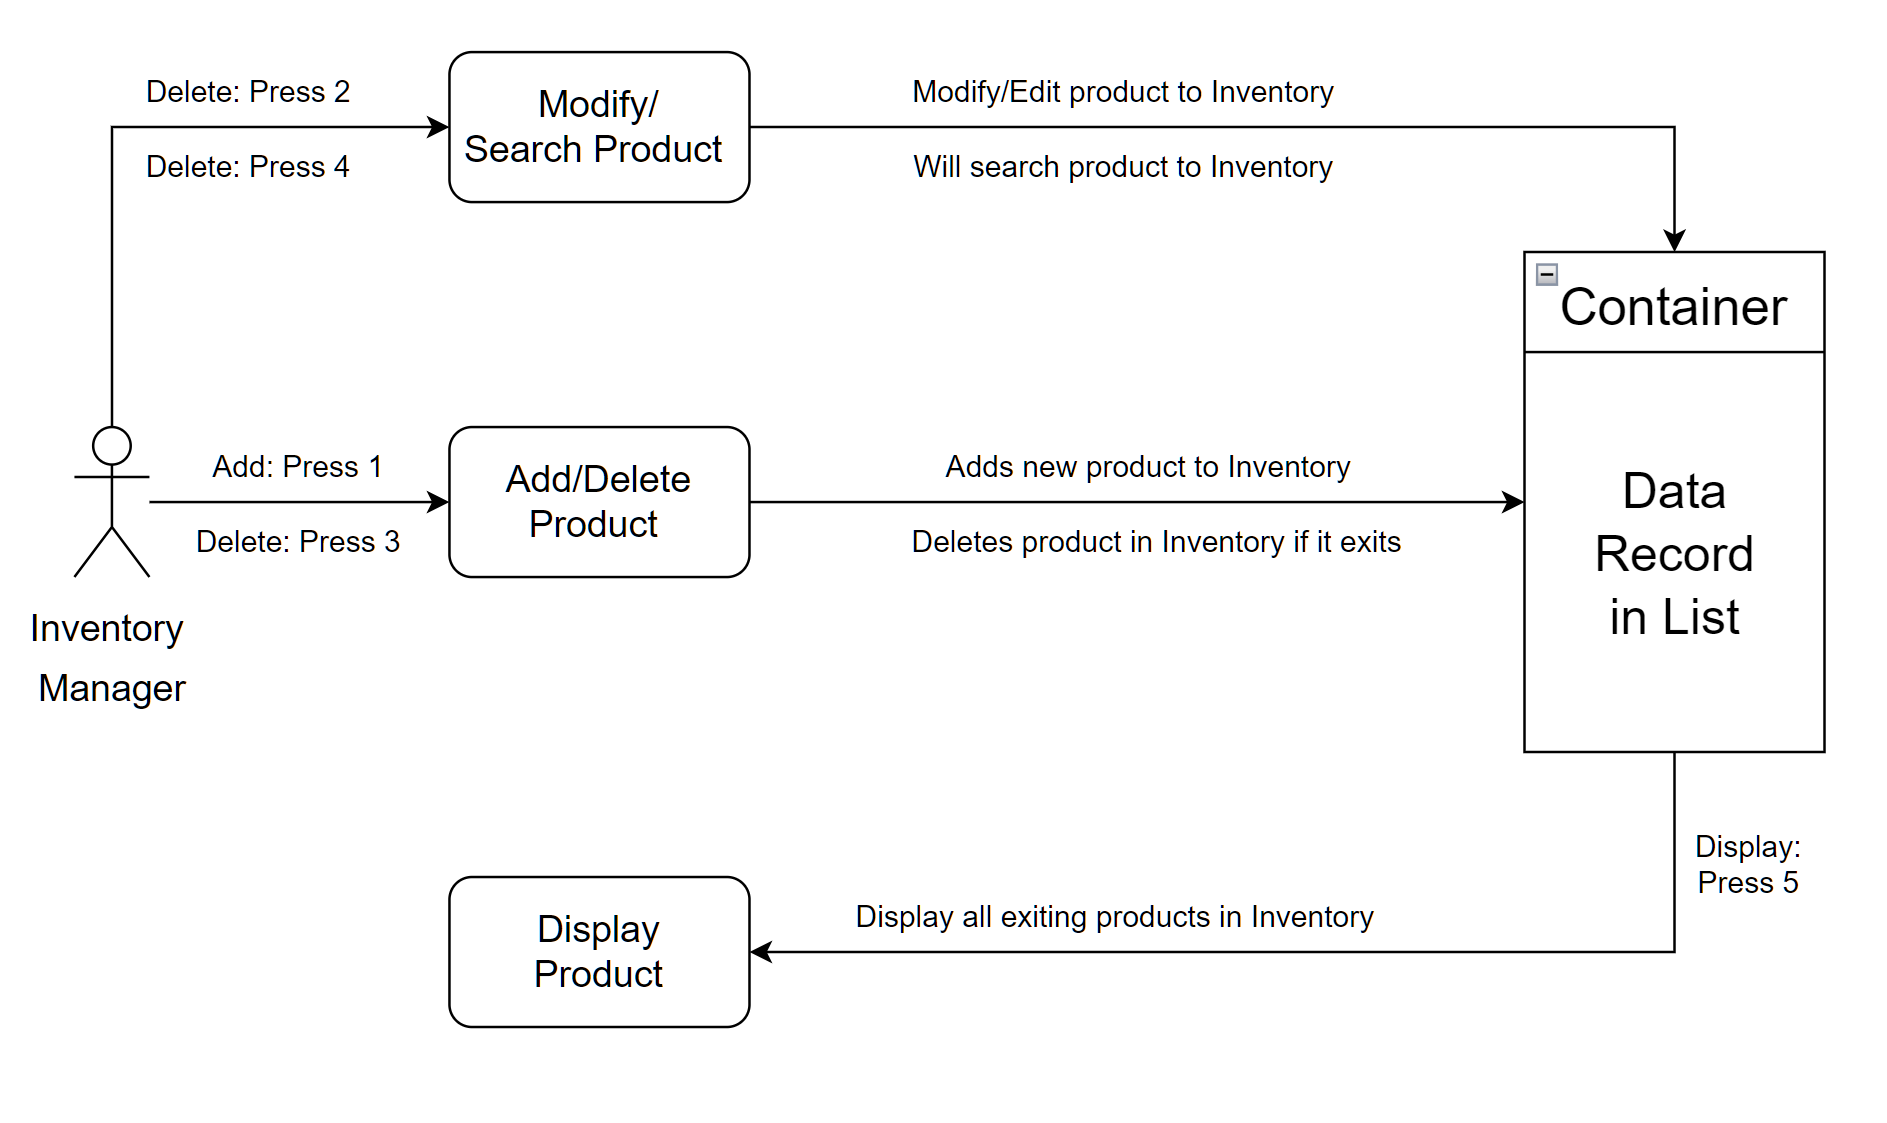 Delete: Press 2
Delete: Press 4
Modify/
Search Product
Modify/Edit product to Inventory
Will search product to Inventory
Container
Data
Record
in List
Inventory
Manager
Add: Press 1
Delete: Press 3
Add/Delete
Product
Adds new product to Inventory
Deletes product in Inventory if it exits
Display:
Press 5
Display all exiting products in Inventory
Display
Product